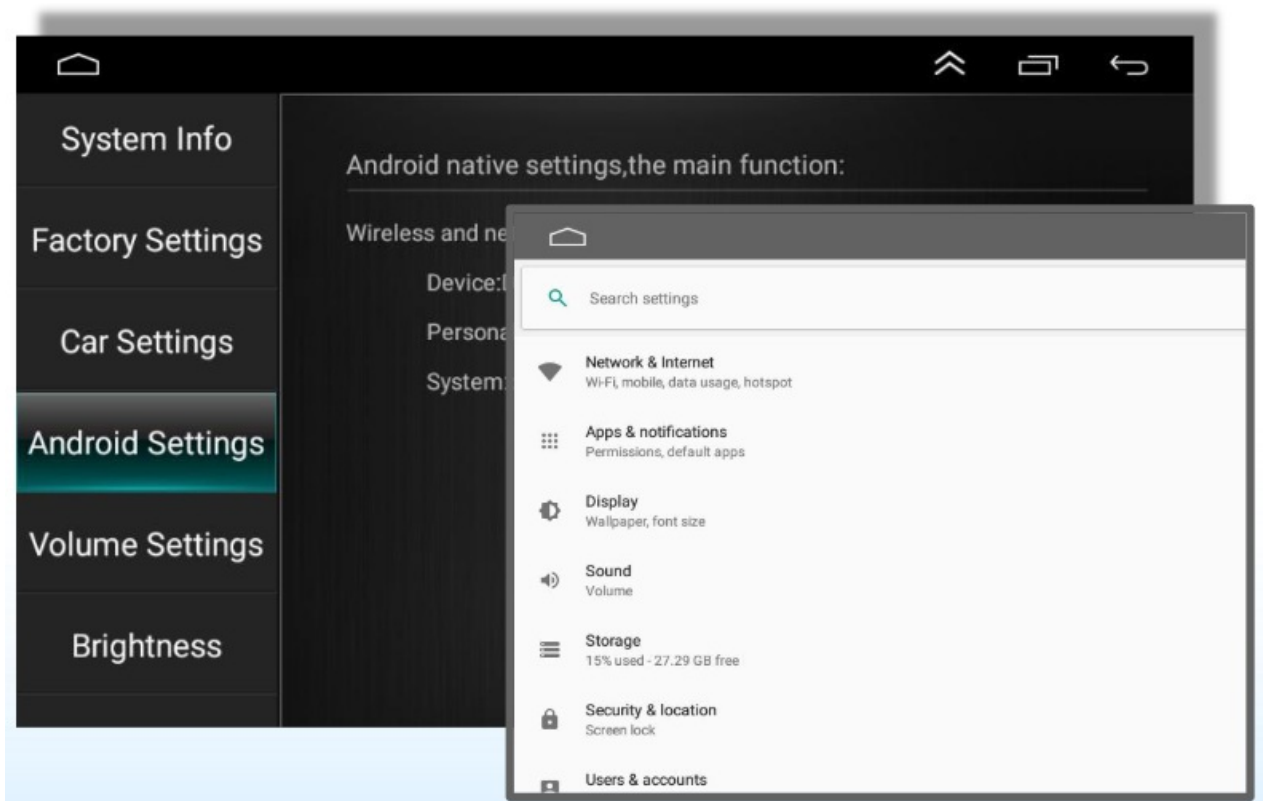 System Info
Factory Settings
Car Settings
Android Settings
Volume Settings
Brightness
Android native settings,the main function:
Wireless and
Device:
System:
Search settings
Network & Internet
Wi-Fi, mobile, data usage, hotspot
Apps & notifications
Permissions, default apps
Display
Wallpaper, font size
Sound
Volume
Storage
15% used - 27.29 GB free
Security & location
Screen lock
Users & accounts